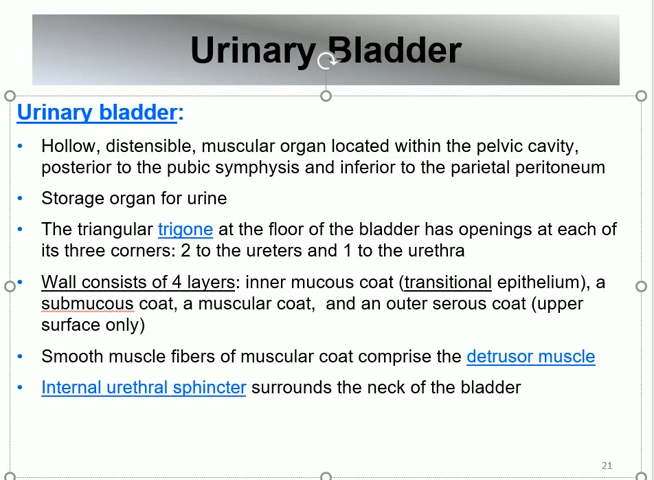 Urinary Bladder
Urinary bladder:
• Hollow, distensible, muscular organ located within the pelvic cavity,
posterior to the pubic symphysis and inferior to the parietal peritoneum
• Storage organ for urine
• The triangular trigone at the floor of the bladder has openings at each of
its three corners: 2 to the ureters and 1 to the urethra
• Wall consists of 4 layers: inner mucous coat (transitional epithelium), a
submucous coat, a muscular coat,  and an outer serous coat (upper
surface only)
• Smooth muscle fibers of muscular coat comprise the detrusor muscle
• Internal urethral sphincter surrounds the neck of the bladder
21